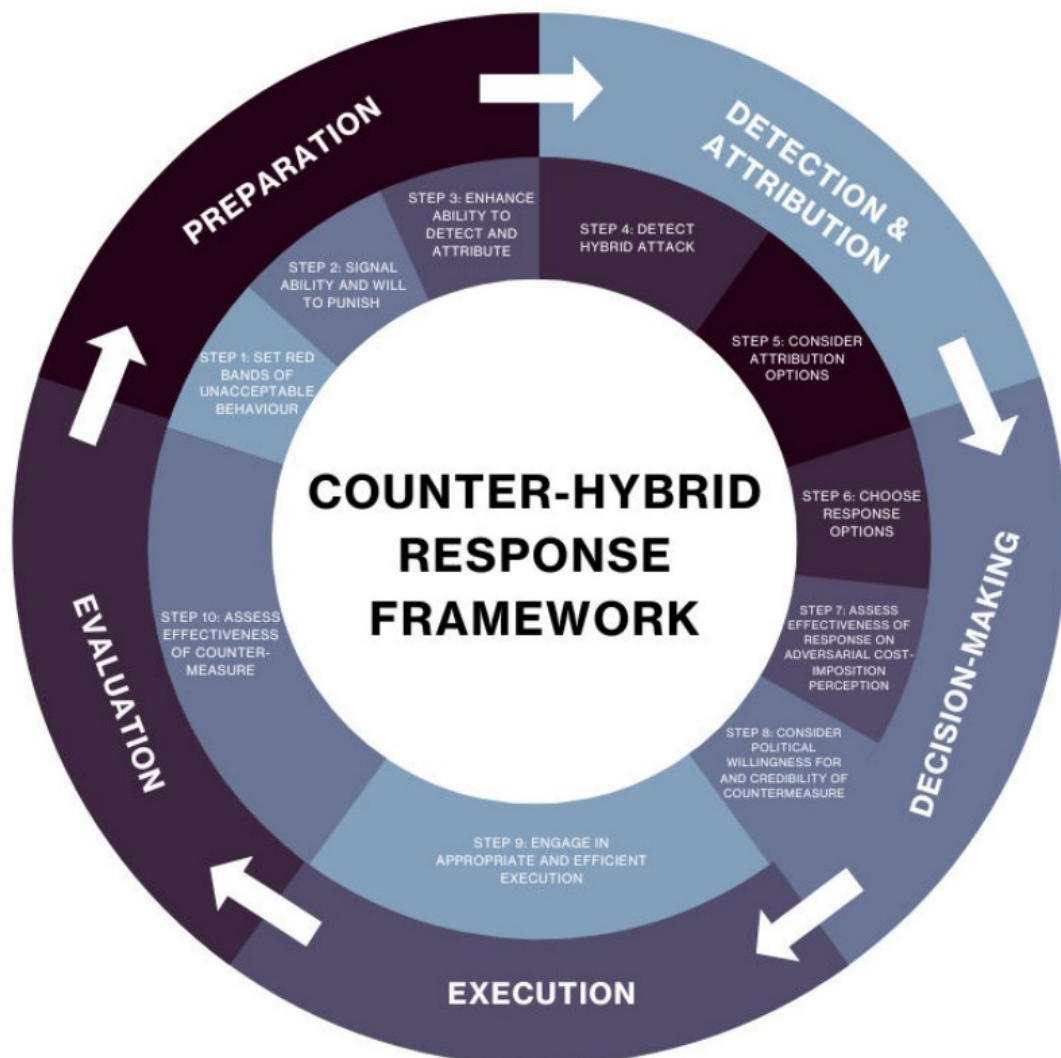 COUNTER-HYBRID
RESPONSE
FRAMEWORK
PREPARATION
STEP 1: SET RED
BANDS OF
UNACCEPTABLE
BEHAVIOUR
STEP 2: SIGNAL
ABILITY AND WILL
TO PUNISH
STEP 3: ENHANCE
ABILITY TO
DETECT AND
ATTRIBUTE
DETECTION &
ATTRIBUTION
STEP 4: DETECT
HYBRID ATTACK
STEP 5: CONSIDER
ATTRIBUTION
OPTIONS
DECISION-MAKING
STEP 6: CHOOSE
RESPONSE
OPTIONS
STEP 7: ASSESS
EFFECTIVENESS OF
RESPONSE ON
ADVERSARIAL COST-
IMPOSITION
PERCEPTION
STEP 8: CONSIDER
POLITICAL
WILLINGNESS FOR
AND CREDIBILITY OF
COUNTERMEASURE
EXECUTION
STEP 9: ENGAGE IN
APPROPRIATE AND EFFICIENT
EXECUTION
EVALUATION
STEP 10: ASSESS
EFFECTIVENESS
OF COUNTER-
MEASURE